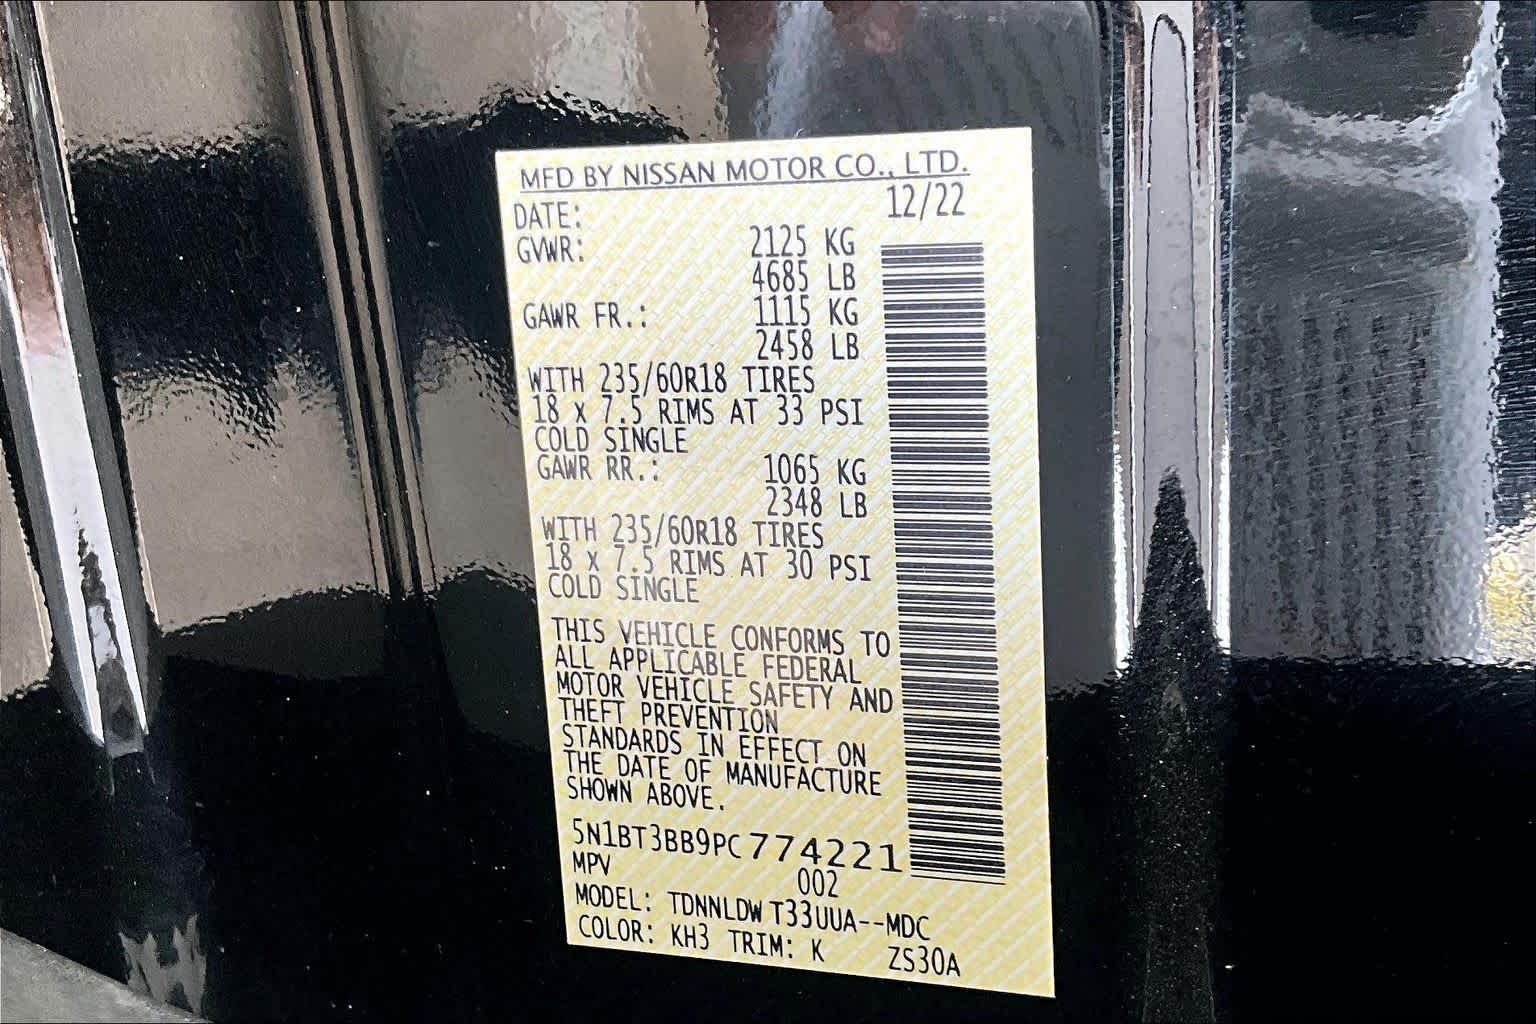 MFD BY NISSAN MOTOR CO., LTD.
DATE: 12/22
GVWR: 2125 KG
4685 LB
GAWR FR.: 1115 KG
2458 LB
WITH 235/60R18 TIRES
18 x 7.5 RIMS AT 33 PSI
COLD SINGLE
GAWR RR.: 1065 KG
2348 LB
WITH 235/60R18 TIRES
18 x 7.5 RIMS AT 30 PSI
COLD SINGLE
THIS VEHICLE CONFORMS TO
ALL APPLICABLE FEDERAL
MOTOR VEHICLE SAFETY AND
THEFT PREVENTION
STANDARDS IN EFFECT ON
THE DATE OF MANUFACTURE
SHOWN ABOVE.
5N1BT3BB9PC774221
MPV 002
MODEL: TDNNLDW T33UUA--MDC
COLOR: KH3 TRIM: K ZS30A